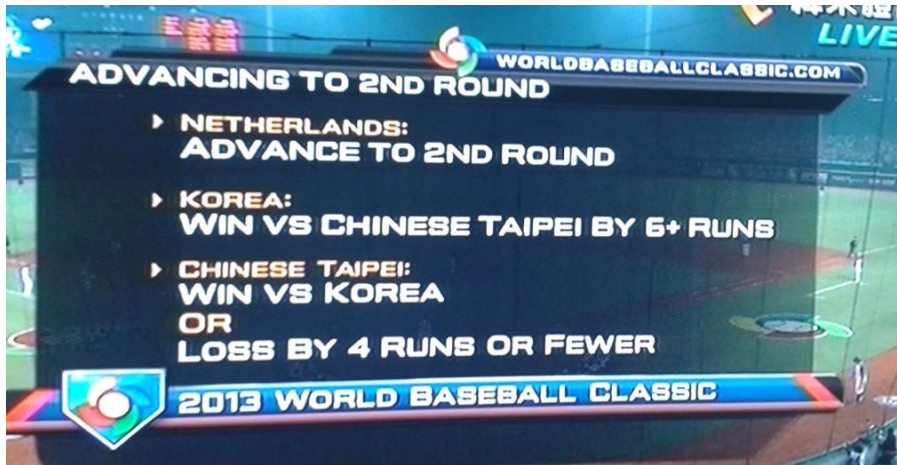 LIVE
WORLDBASEBALLCLASSIC.COM
ADVANCING TO 2ND ROUND
NETHERLANDS:
ADVANCE TO 2ND ROUND
KOREA:
WIN VS CHINESE TAIPEI BY 6+ RUNS
CHINESE TAIPEI:
WIN VS KOREA
OR
LOSS BY 4 RUNS OR FEWER
2013 WORLD BASEBALL CLASSIC